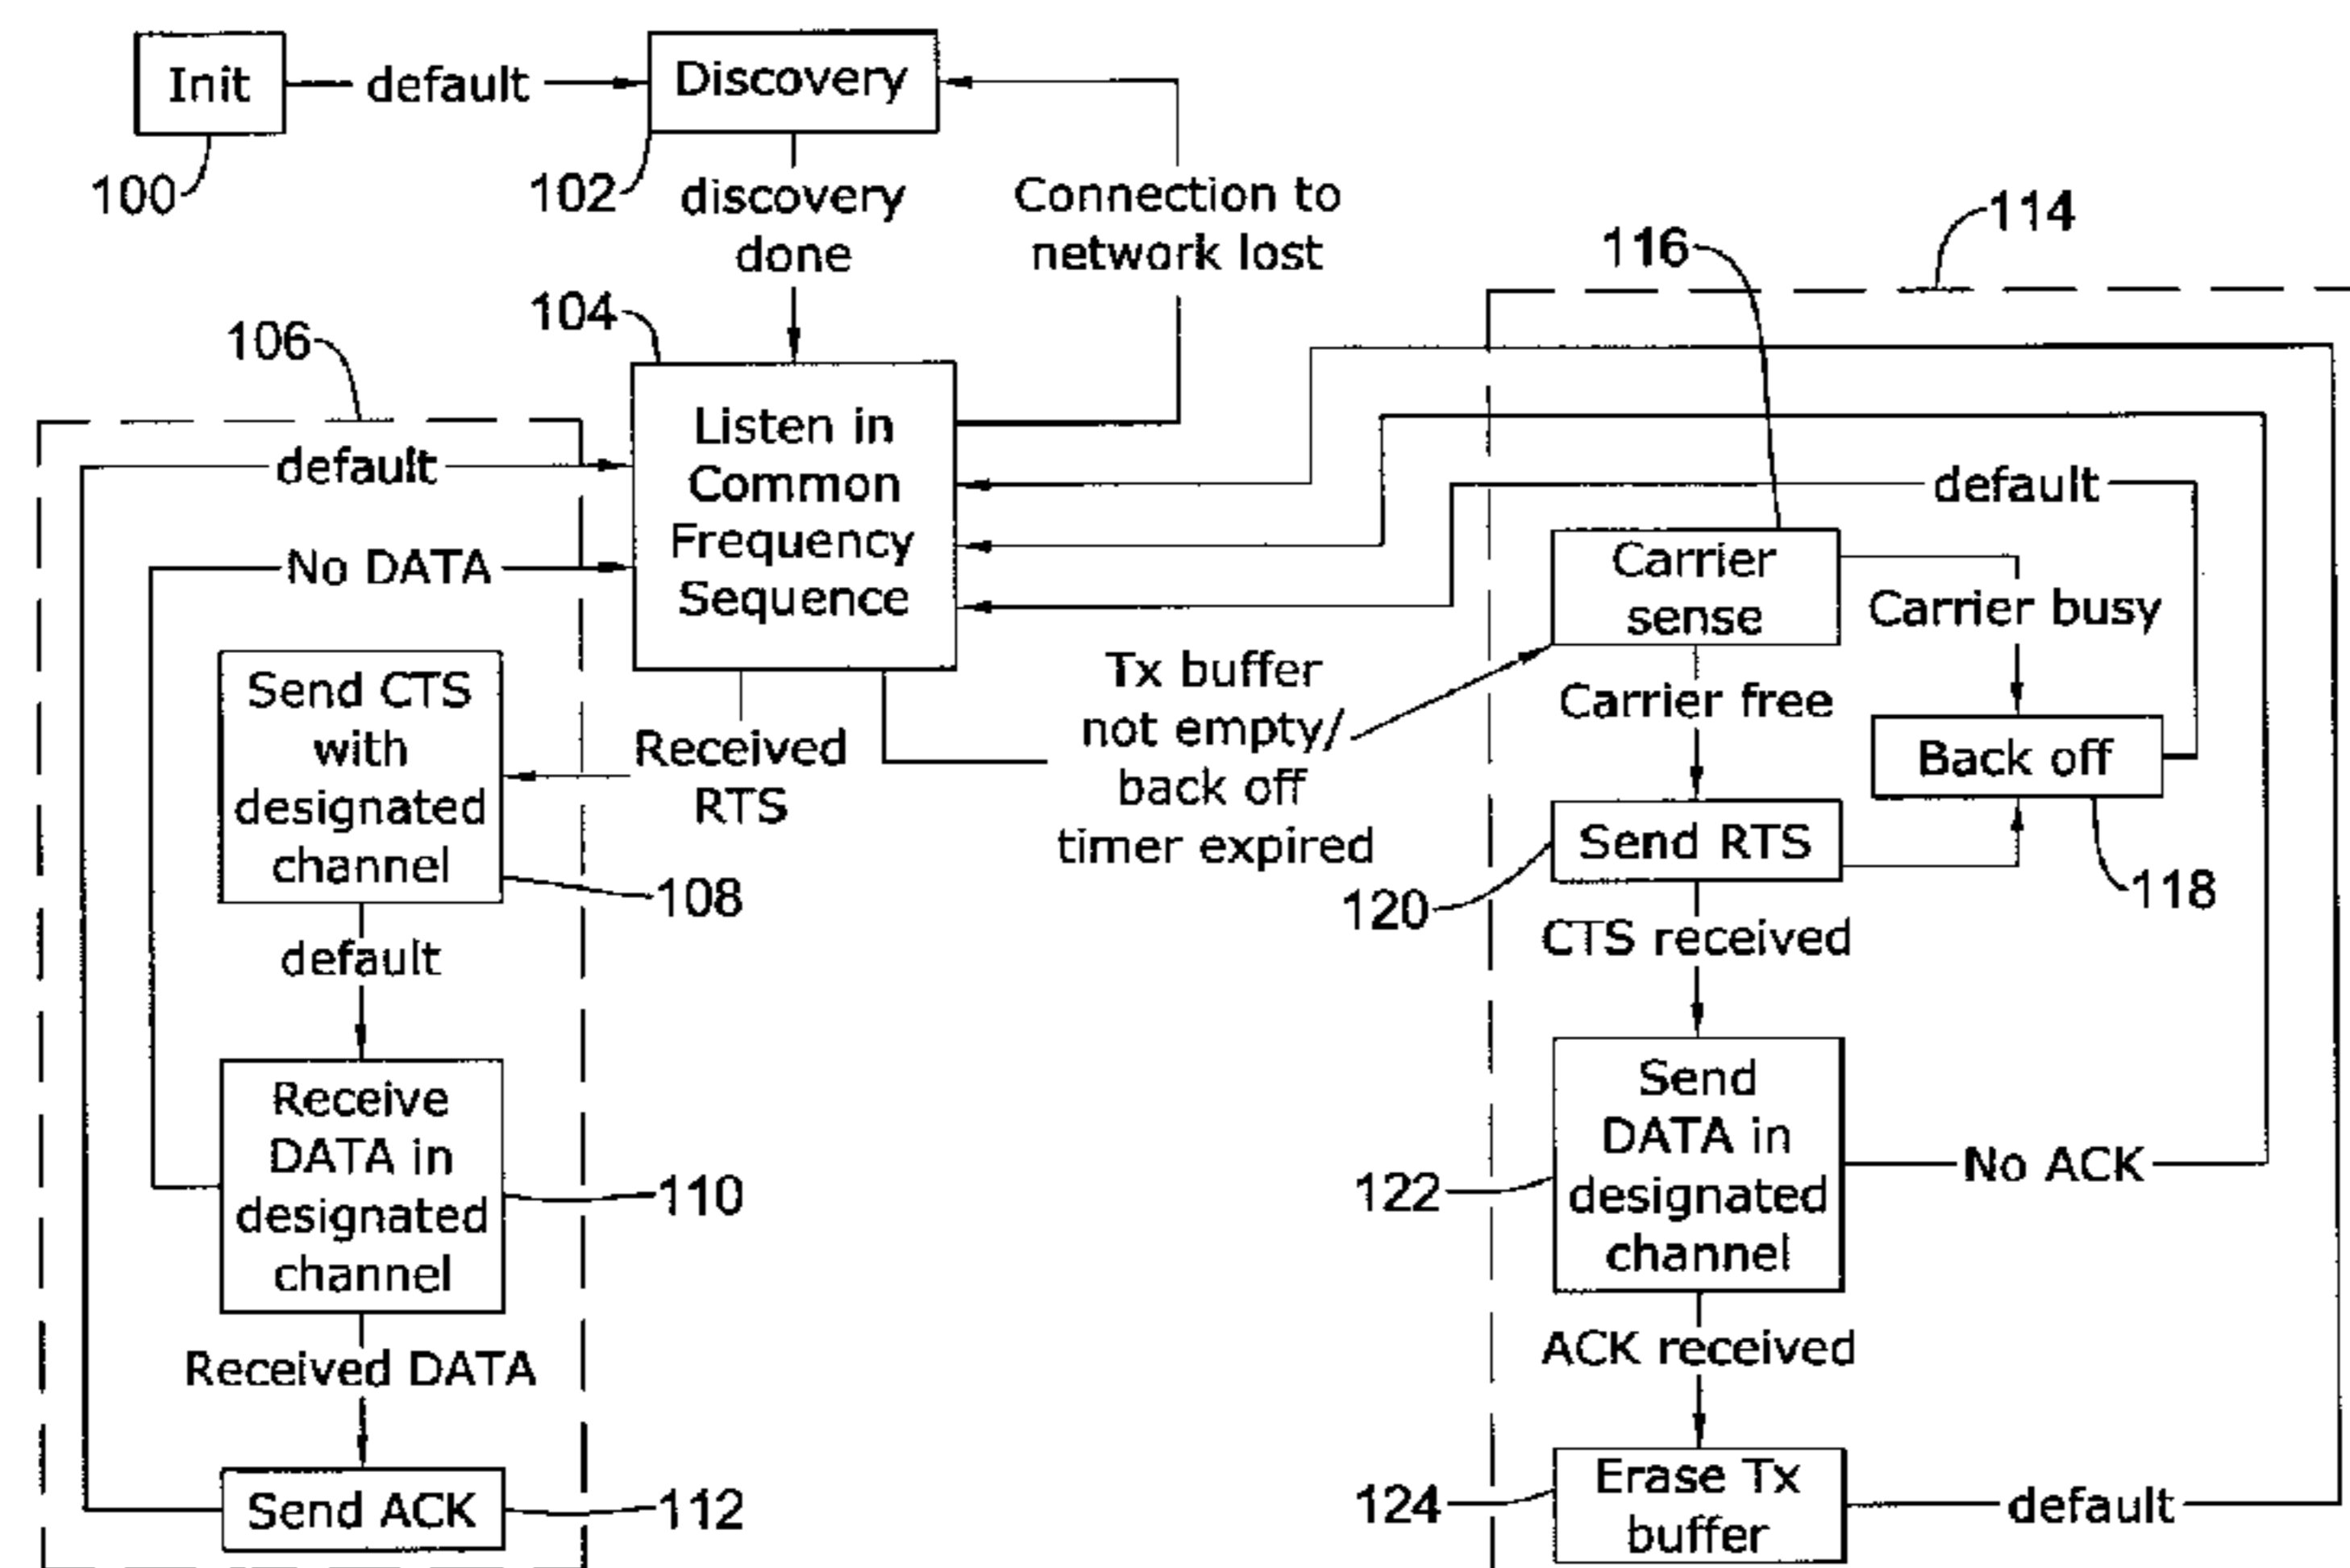 Init
default
Discovery
100
102
discovery
done
Connection to
network lost
114
116
104
106
Listen in
Common
Frequency
Sequence
default
No DATA
default
Carrier
sense
Carrier busy
Send CTS
with
designated
channel
Received
RTS
Tx buffer
not empty/
back off
timer expired
Carrier free
Back off
Send RTS
108
120
118
default
CTS received
Receive
DATA in
designated
channel
110
Send
DATA in
designated
channel
122
No ACK
Received DATA
ACK received
Send ACK
112
124
Erase Tx
buffer
default